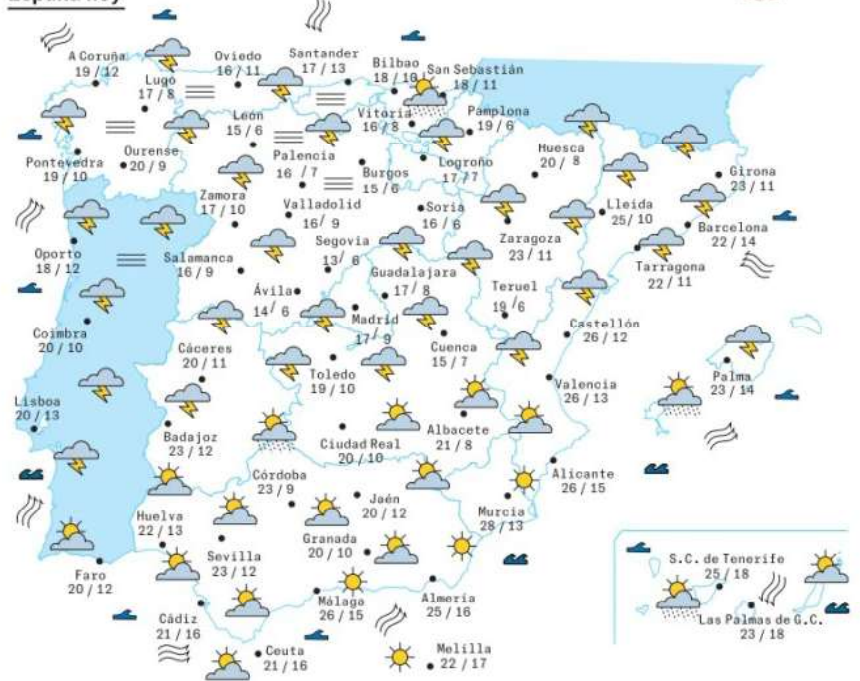 A Coruña
19 / 12
Lugo
17 / 8
Oviedo
16 / 11
Santander
17 / 13
Bilbao
18 / 10
San Sebastián
18 / 11
Pontevedra
19 / 10
Ourense
20 / 9
León
15 / 6
Palencia
16 / 7
Burgos
15 / 6
Vitoria
16 / 8
Logroño
17 / 7
Pamplona
19 / 6
Huesca
20 / 8
Girona
23 / 11
Zamora
17 / 10
Valladolid
16 / 9
Soria
16 / 6
Zaragoza
23 / 11
Lleida
25 / 10
Barcelona
22 / 14
Tarragona
22 / 11
Oporto
18 / 12
Salamanca
16 / 9
Segovia
13 / 6
Ávila
14 / 6
Guadalajara
17 / 8
Madrid
17 / 9
Teruel
19 / 6
Castellón
26 / 12
Coimbra
20 / 10
Cáceres
20 / 11
Toledo
19 / 10
Cuenca
15 / 7
Valencia
26 / 13
Palma
23 / 14
Lisboa
20 / 13
Badajoz
23 / 12
Ciudad Real
20 / 10
Albacete
21 / 8
Alicante
26 / 15
Córdoba
23 / 9
Jaén
20 / 12
Murcia
28 / 13
Huelva
22 / 13
Sevilla
23 / 12
Granada
20 / 10
Faro
20 / 12
Cádiz
21 / 16
Málaga
26 / 15
Almería
25 / 16
Ceuta
21 / 16
Melilla
22 / 17
S.C. de Tenerife
25 / 18
Las Palmas de G.C.
23 / 18